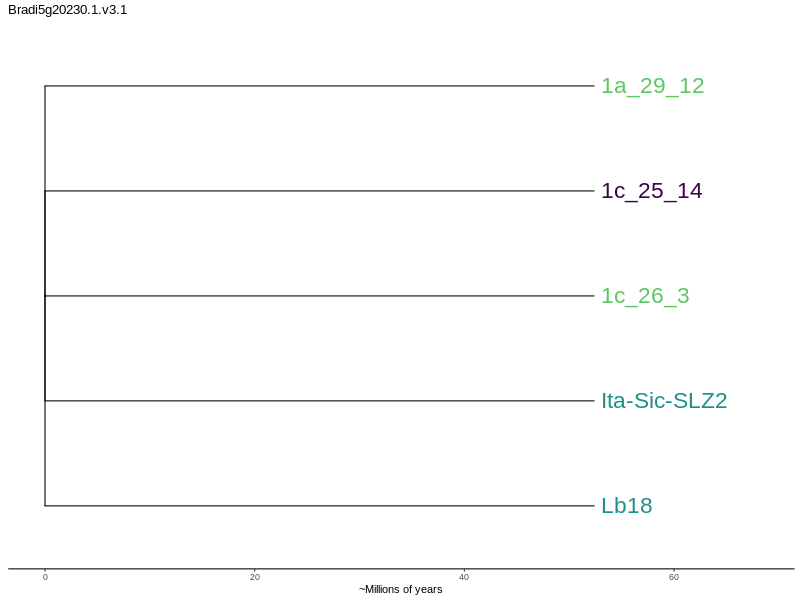 Bradi5g20230.1.v3.1
1a_29_12
1c_25_14
1c_26_3
Ita-Sic-SLZ2
Lb18
0 20 40 60
~Millions of years